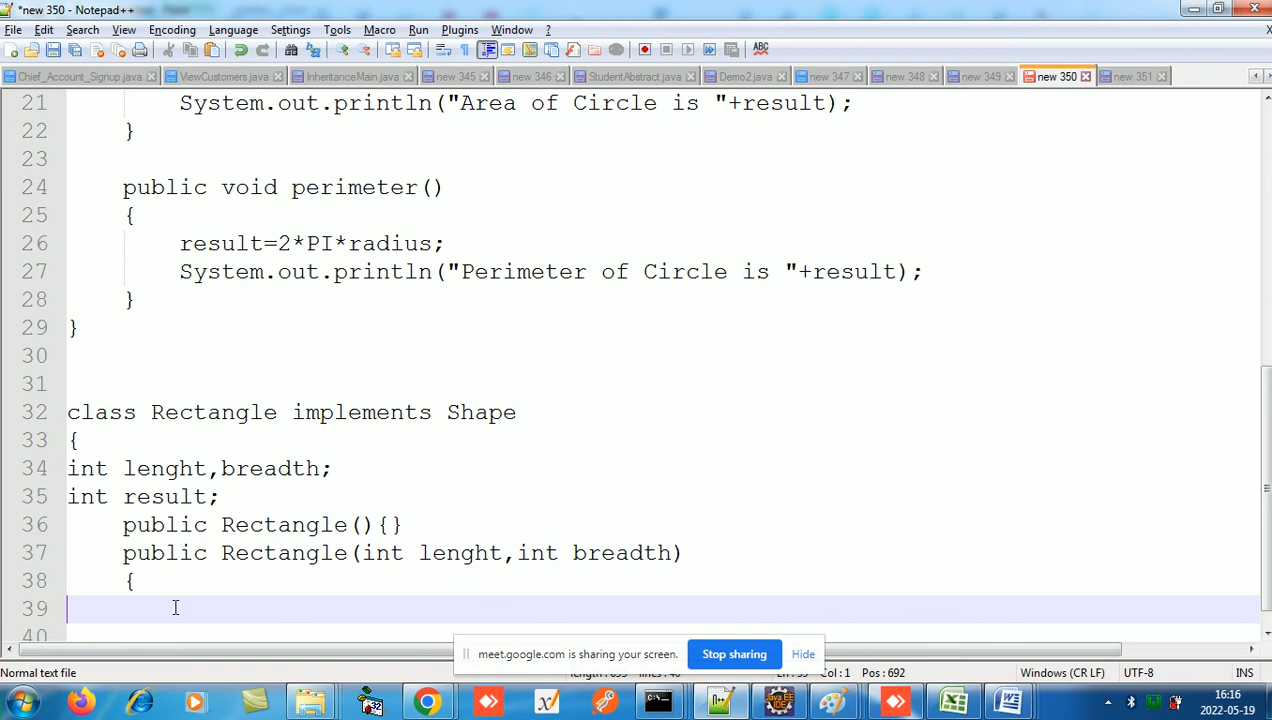 *new 350 - Notepad++
File Edit Search View Encoding Language Settings Tools Macro Run Plugins Window ?
Chief_Account_Signup.java ViewCustomers.java InheritanceMain.java new 345 new 346 StudentAbstract.java Demo2.java new 347 new 348 new 349 new 350 new 351
21 System.out.println("Area of Circle is "+result);
22 }
23
24 public void perimeter()
25 {
26 result=2*PI*radius;
27 System.out.println("Perimeter of Circle is "+result);
28 }
29 }
30
31
32 class Rectangle implements Shape
33 {
34 int lenght,breadth;
35 int result;
36 public Rectangle(){}
37 public Rectangle(int lenght,int breadth)
38 {
39
40
meet.google.com is sharing your screen. Stop sharing Hide
Normal text file Col : 1 Pos : 692 Windows (CR LF) UTF-8 INS
16:16
2022-05-19